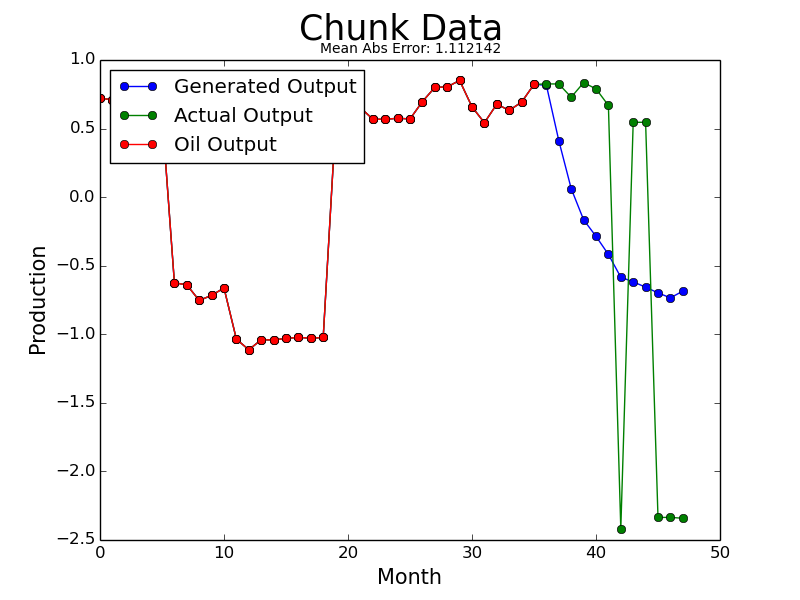 Chunk Data
Mean Abs Error: 1.112142
Generated Output
Actual Output
Oil Output
1.0
0.5
0.0
−0.5
−1.0
−1.5
−2.0
−2.5
Production
0 10 20 30 40 50
Month